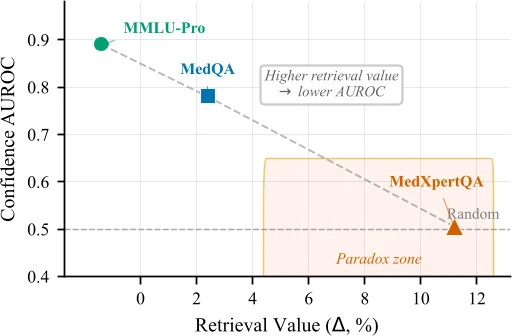 MMLU-Pro
0.9
MedQA
Higher retrieval value
→ lower AUROC
0.8
0.7
Confidence AUROC
0.6
MedXpertQA
Random
0.5
Paradox zone
0.4
0 2 4 6 8 10 12
Retrieval Value (Δ, %)